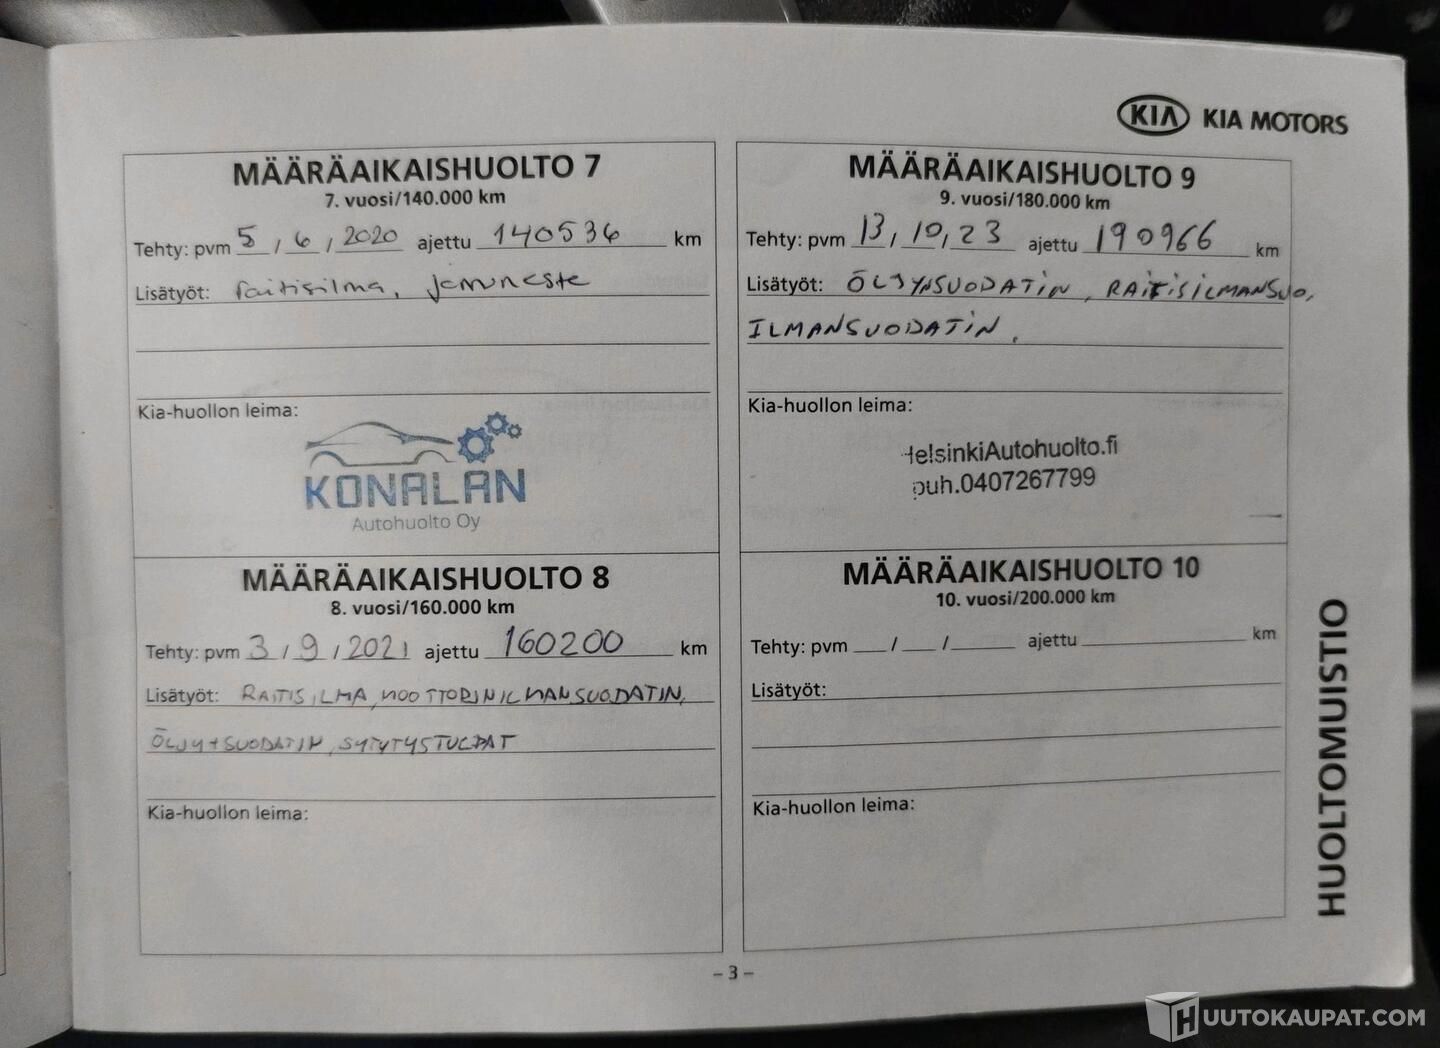 KIA KIA MOTORS
MÄÄRÄAIKAISHUOLTO 7
7. vuosi/140.000 km
Tehty: pvm 5 / 6 / 2020 ajettu 140536 km
Lisätyöt: raitisilma, jarruneste
Kia-huollon leima:
KONALAN
Autohuolto Oy
MÄÄRÄAIKAISHUOLTO 8
8. vuosi/160.000 km
Tehty: pvm 3 / 9 / 2021 ajettu 160200 km
Lisätyöt: RAITISILMA, MOOTTORINILMANSUODATIN,
ÖLJY+SUODATIN, SYTYTYSTULPAT
Kia-huollon leima:
MÄÄRÄAIKAISHUOLTO 9
9. vuosi/180.000 km
Tehty: pvm 13 / 10 / 23 ajettu 190966 km
Lisätyöt: ÖLJYNSUODATIN, RAITISILMANSUO,
ILMANSUODATIN.
Kia-huollon leima:
HelsinkiAutohuolto.fi
puh.0407267799
MÄÄRÄAIKAISHUOLTO 10
10. vuosi/200.000 km
Tehty: pvm / / ajettu km
Lisätyöt:
Kia-huollon leima:
HUOLTOMUISTIO
– 3 –
HUUTOKAUPAT.COM